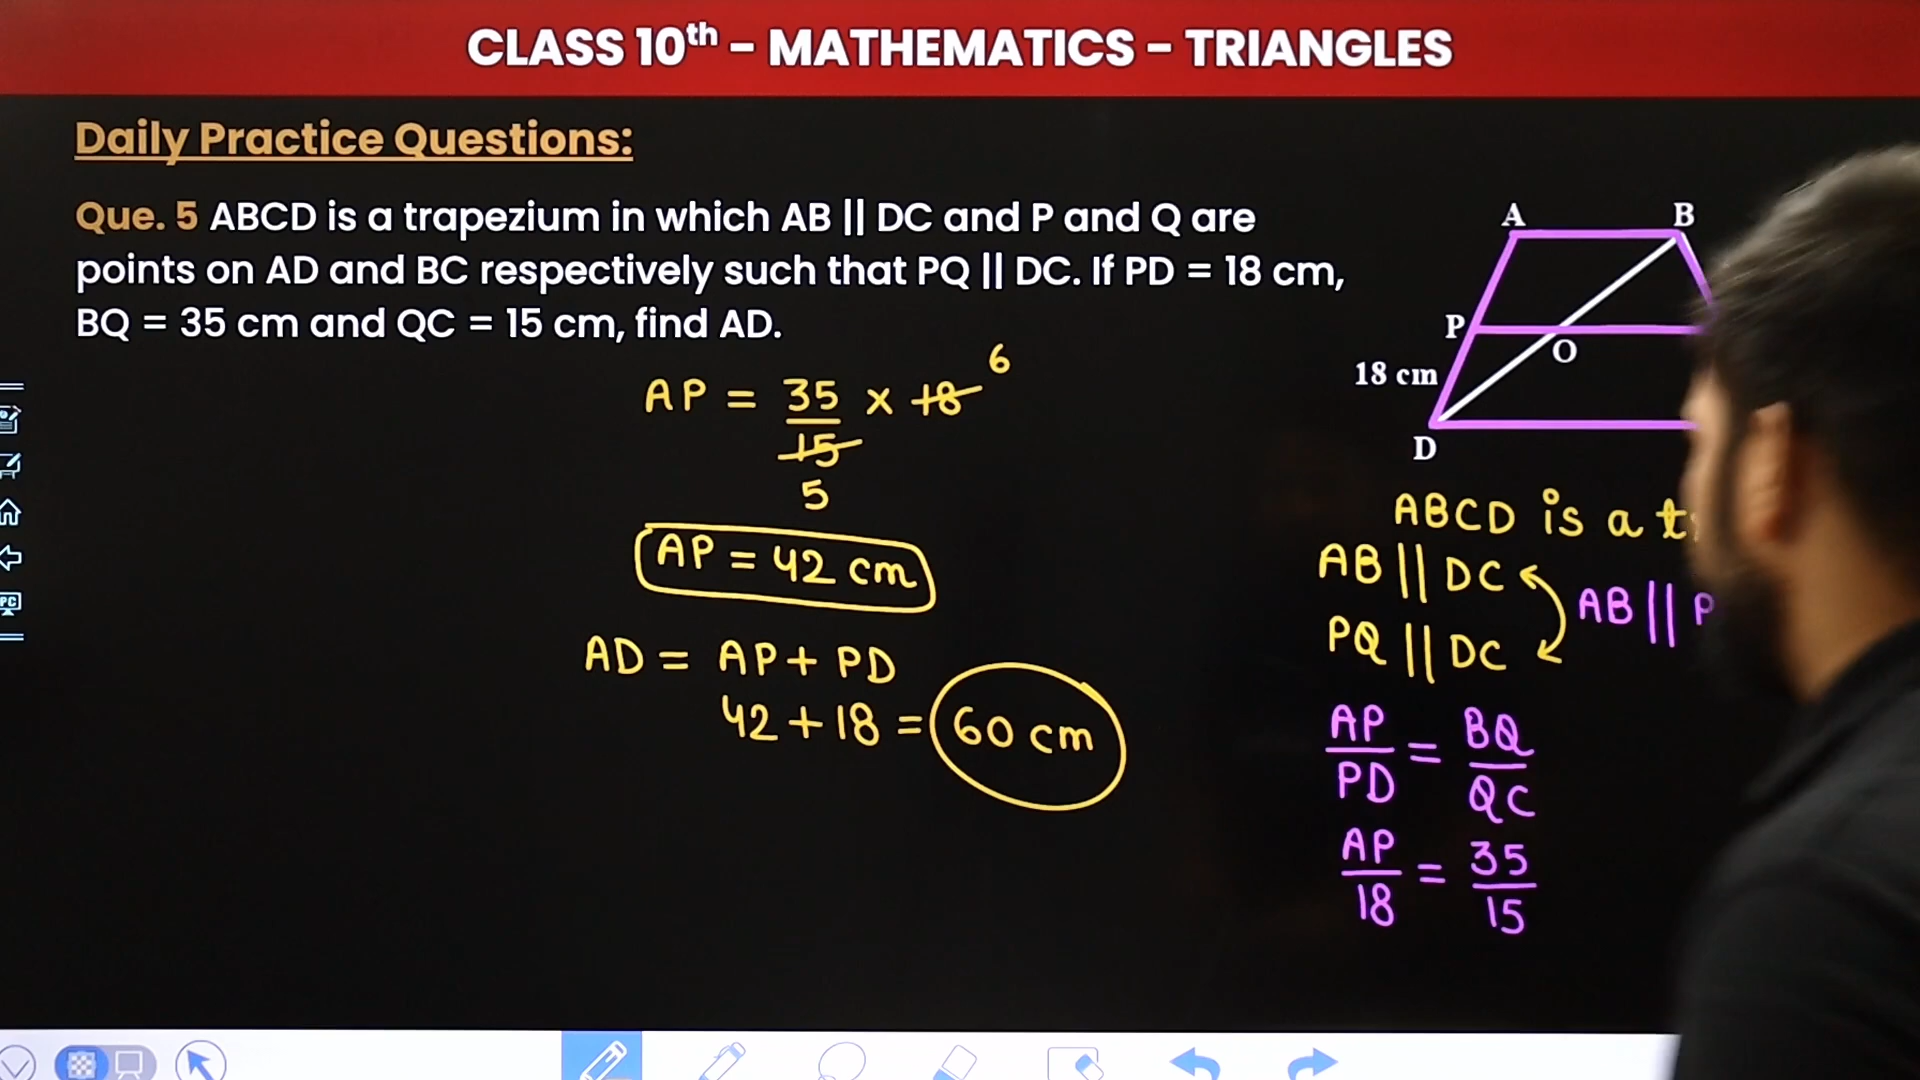 CLASS 10th - MATHEMATICS - TRIANGLES
Daily Practice Questions:
Que. 5 ABCD is a trapezium in which AB || DC and P and Q are
points on AD and BC respectively such that PQ || DC. If PD = 18 cm,
BQ = 35 cm and QC = 15 cm, find AD.
A B
P
O
18 cm
D
AP = 35/15 × 18 6
5
AP = 42 cm
AD = AP + PD
42 + 18 = 60 cm
ABCD is a t
AB || DC
AB || P
PQ || DC
AP/PD = BQ/QC
AP/18 = 35/15
PC